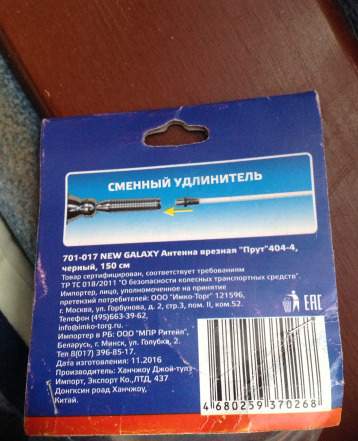 СМЕННЫЙ УДЛИНИТЕЛЬ
701-017 NEW GALAXY Антенна врезная "Прут"404-4,
черный, 150 см
Товар сертифицирован, соответствует требованиям
ТР ТС 018/2011 "О безопасности колесных транспортных средств".
Импортер, лицо, уполномоченное на принятие
претензий потребителей: ООО "Имко-Торг" 121596,
г. Москва, ул. Горбунова, д. 2, стр. 3, пом. II, ком.52.
Телефон (495)663-39-62,
info@imko-torg.ru.
Импортер в РБ: ООО "МПР Ритейл",
Беларусь, г. Минск, ул. Голубка, 2.
Тел 8(017) 396-85-17.
Дата изготовления: 11.2016
Производитель: Ханчжоу Джой-тулз
Импорт, Экспорт Ко.,ЛТД, 437
Донгксин роад Ханчжоу,
Китай.
EAC
4 680259 370268